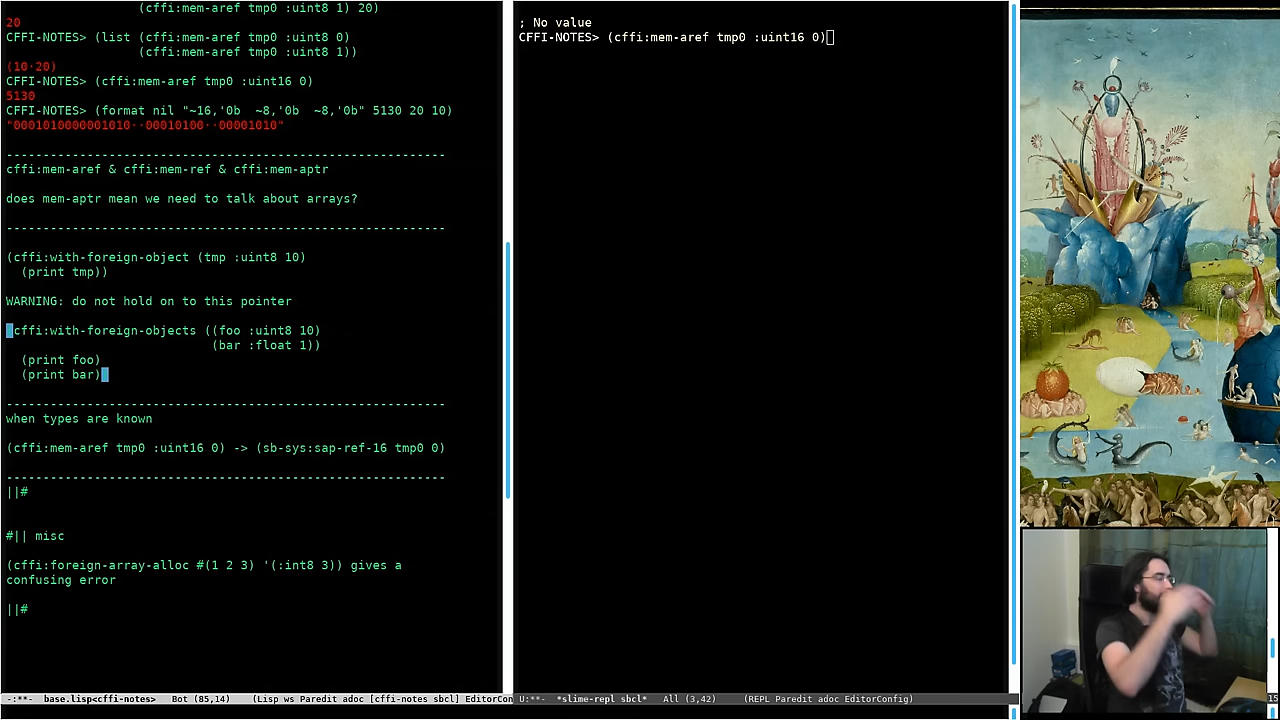 (cffi:mem-aref tmp0 :uint8 1) 20)
20
CFFI-NOTES> (list (cffi:mem-aref tmp0 :uint8 0)
(cffi:mem-aref tmp0 :uint8 1))
(10·20)
CFFI-NOTES> (cffi:mem-aref tmp0 :uint16 0)
5130
CFFI-NOTES> (format nil "~16,'0b  ~8,'0b  ~8,'0b" 5130 20 10)
"0001010000001010··00010100··00001010"
------------------------------------------------------------
cffi:mem-aref & cffi:mem-ref & cffi:mem-aptr
does mem-aptr mean we need to talk about arrays?
------------------------------------------------------------
(cffi:with-foreign-object (tmp :uint8 10)
(print tmp))
WARNING: do not hold on to this pointer
cffi:with-foreign-objects ((foo :uint8 10)
(bar :float 1))
(print foo)
(print bar)
------------------------------------------------------------
when types are known
(cffi:mem-aref tmp0 :uint16 0) -> (sb-sys:sap-ref-16 tmp0 0)
------------------------------------------------------------
||#
#|| misc
(cffi:foreign-array-alloc #(1 2 3) '(:int8 3)) gives a
confusing error
||#
-:**-  base.lisp<cffi-notes>   Bot (85,14)   (Lisp ws Paredit adoc [cffi-notes sbcl] EditorCon
; No value
CFFI-NOTES> (cffi:mem-aref tmp0 :uint16 0)
U:**-  *slime-repl sbcl*   All (3,42)   (REPL Paredit adoc EditorConfig)